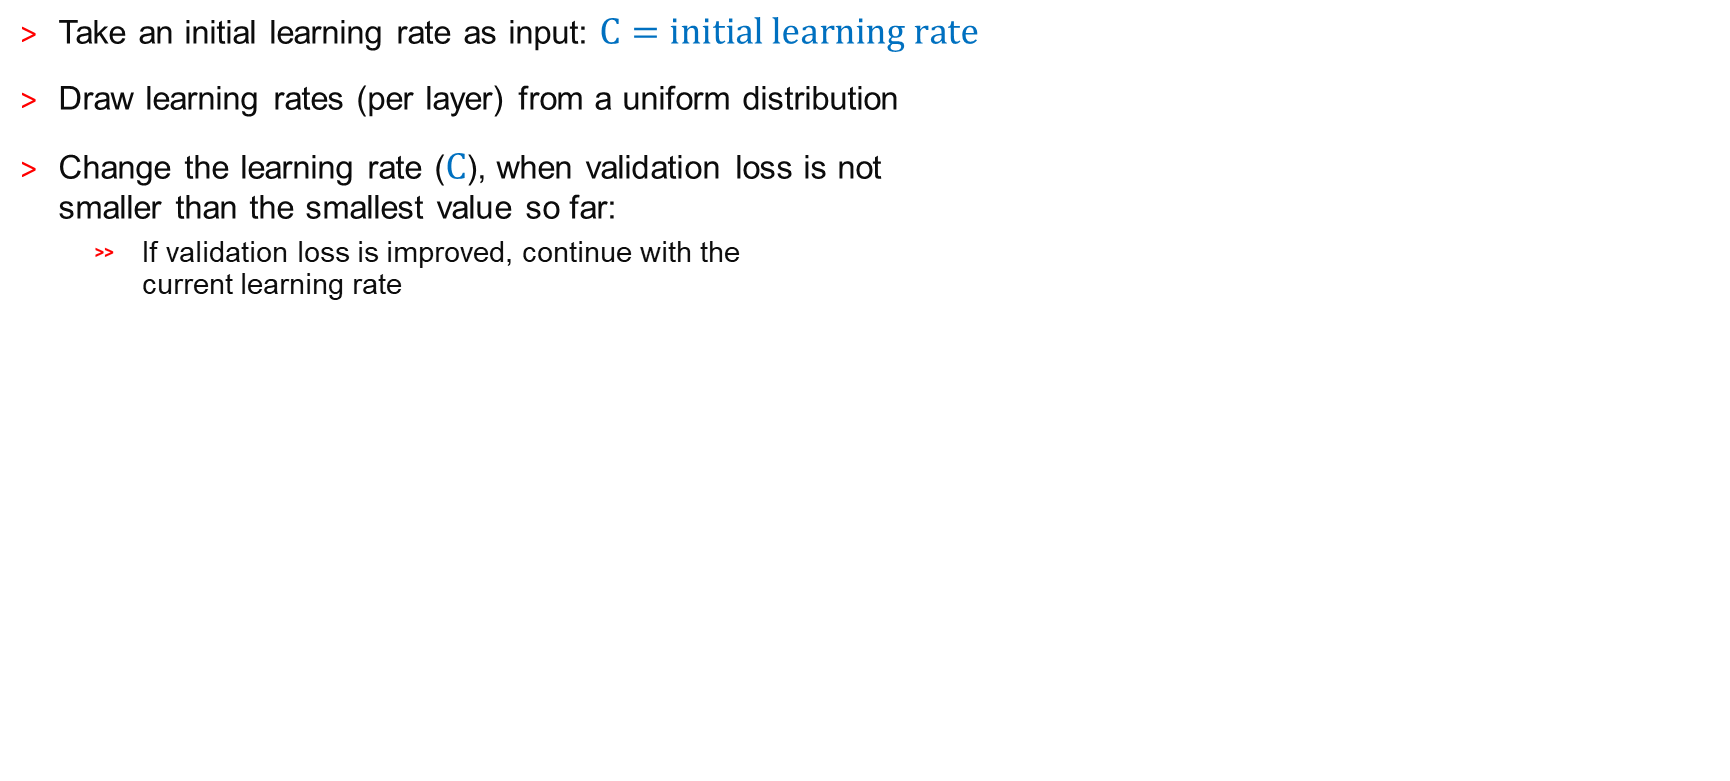 > Take an initial learning rate as input: C = initial learning rate
> Draw learning rates (per layer) from a uniform distribution
> Change the learning rate (C), when validation loss is not
smaller than the smallest value so far:
>> If validation loss is improved, continue with the
current learning rate